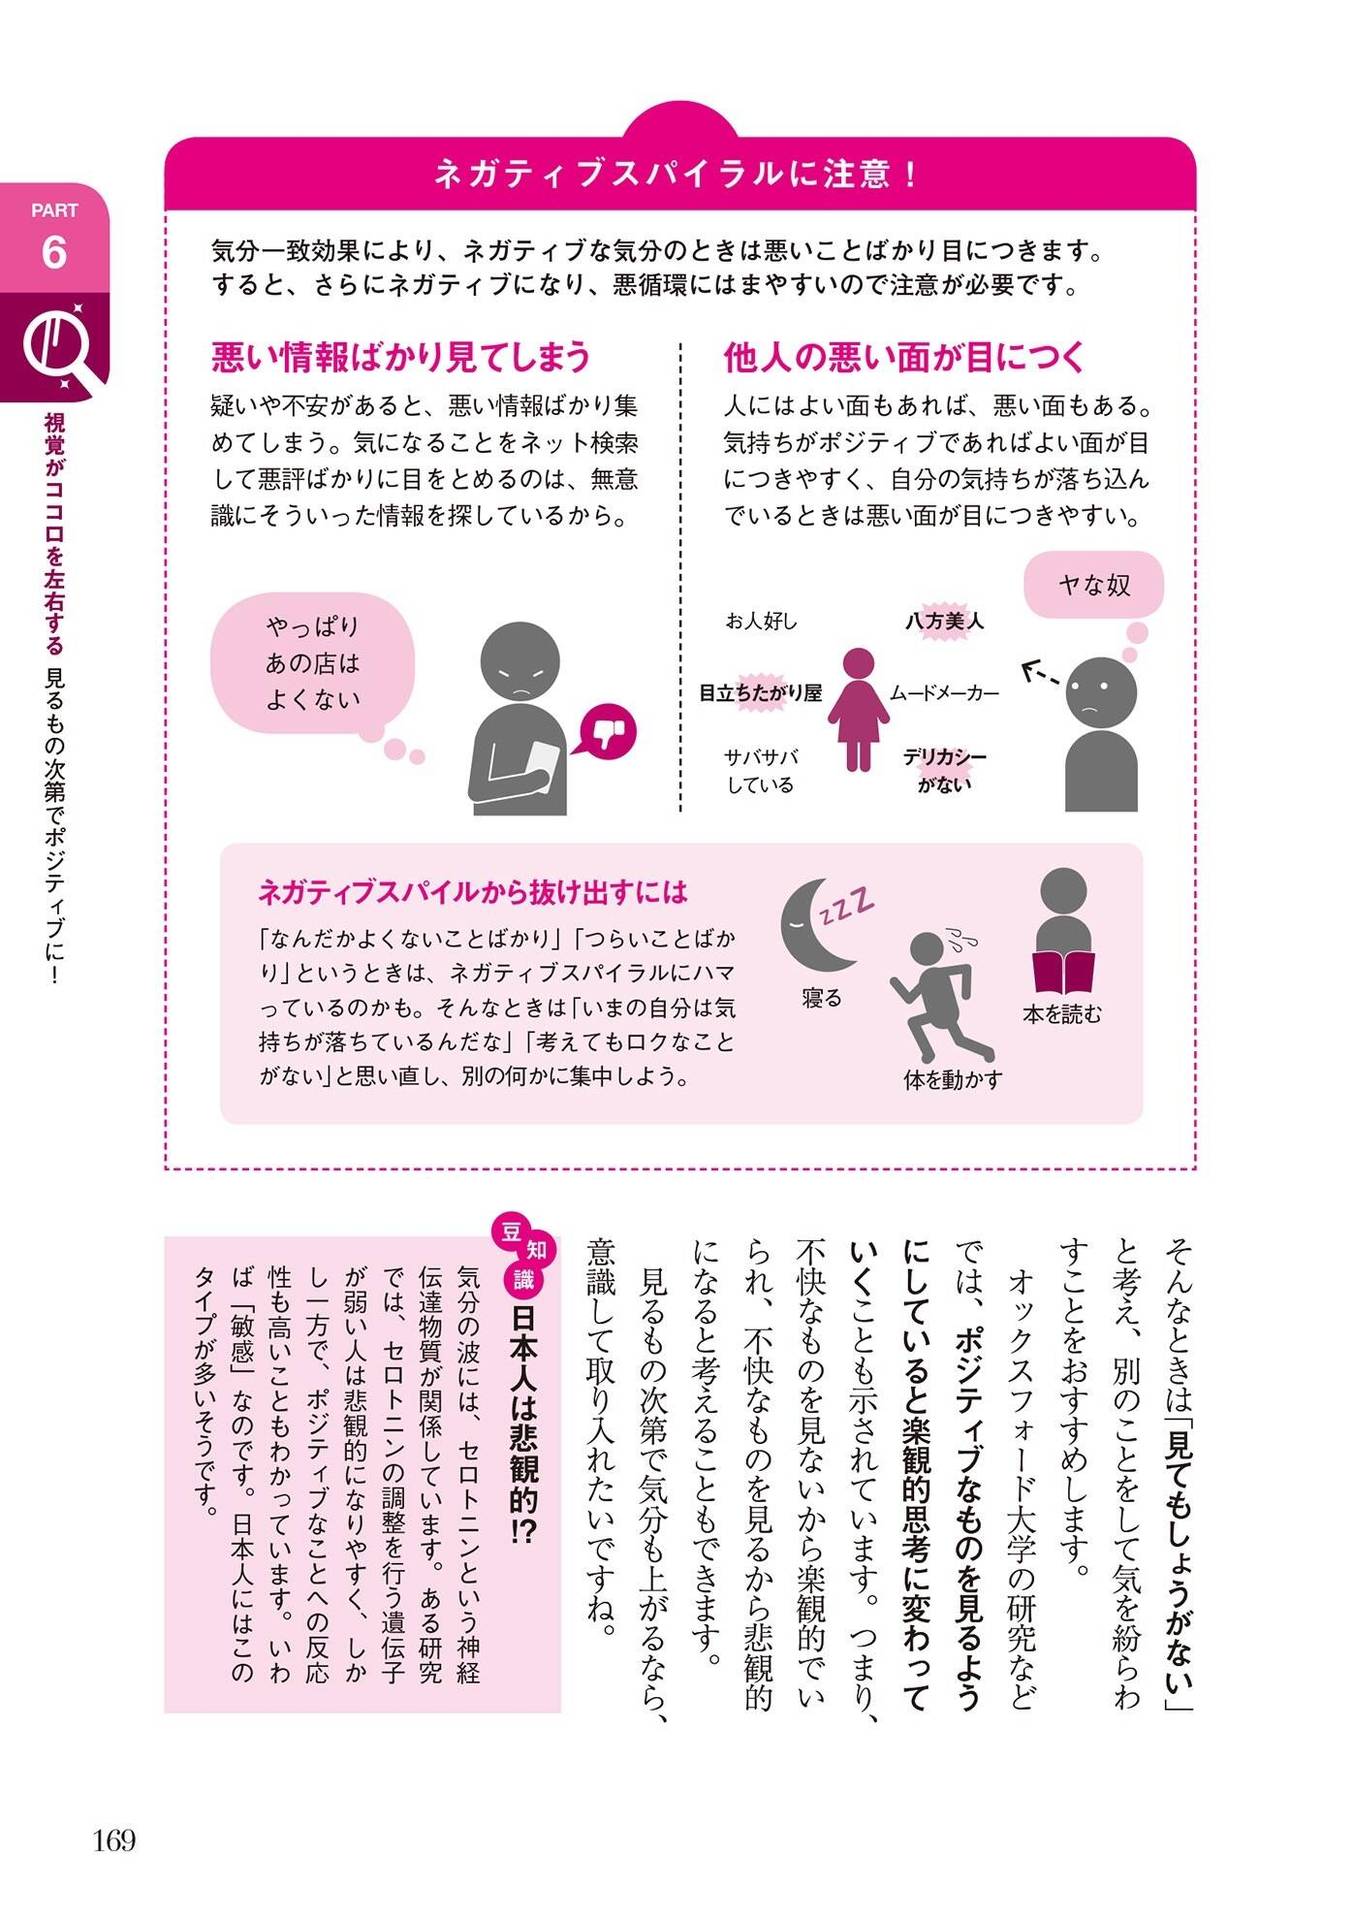 PART
6
視覚がココロを左右する 見るもの次第でポジティブに！
ネガティブスパイラルに注意！
気分一致効果により、ネガティブな気分のときは悪いことばかり目につきます。
すると、さらにネガティブになり、悪循環にはまやすいので注意が必要です。
悪い情報ばかり見てしまう
疑いや不安があると、悪い情報ばかり集
めてしまう。気になることをネット検索
して悪評ばかりに目をとめるのは、無意
識にそういった情報を探しているから。
やっぱり
あの店は
よくない
他人の悪い面が目につく
人にはよい面もあれば、悪い面もある。
気持ちがポジティブであればよい面が目
につきやすく、自分の気持ちが落ち込ん
でいるときは悪い面が目につきやすい。
ヤな奴
お人好し
八方美人
目立ちたがり屋
ムードメーカー
サバサバ
している
デリカシー
がない
ネガティブスパイルから抜け出すには
「なんだかよくないことばかり」「つらいことばか
り」というときは、ネガティブスパイラルにハマ
っているのかも。そんなときは「いまの自分は気
持ちが落ちているんだな」「考えてもロクなこと
がない」と思い直し、別の何かに集中しよう。
zzz
寝る
体を動かす
本を読む
そんなときは「見てもしょうがない」
と考え、別のことをして気を紛らわ
すことをおすすめします。
オックスフォード大学の研究など
では、ポジティブなものを見るよう
にしていると楽観的思考に変わって
いくことも示されています。つまり、
不快なものを見ないから楽観的でい
られ、不快なものを見るから悲観的
になると考えることもできます。
見るもの次第で気分も上がるなら、
意識して取り入れたいですね。
豆知識
日本人は悲観的!?
気分の波には、セロトニンという神経
伝達物質が関係しています。ある研究
では、セロトニンの調整を行う遺伝子
が弱い人は悲観的になりやすく、しか
し一方で、ポジティブなことへの反応
性も高いこともわかっています。いわ
ば「敏感」なのです。日本人にはこの
タイプが多いそうです。
169